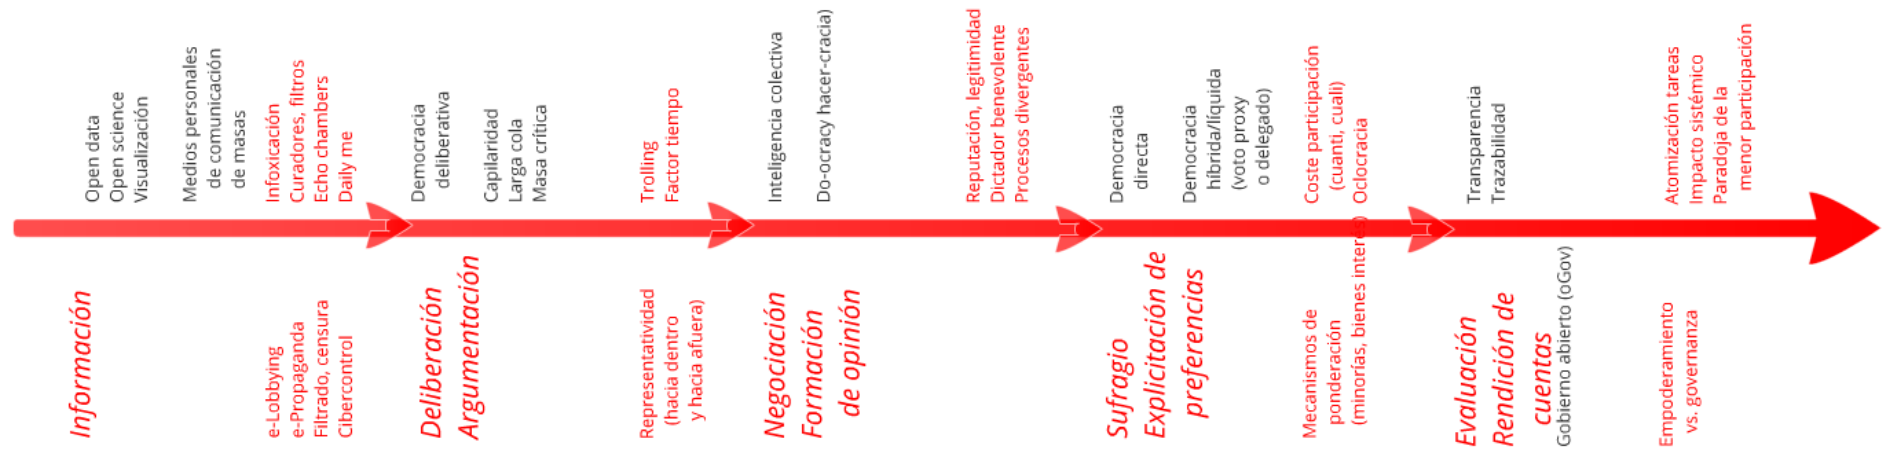 Open data
Open science
Visualización
Medios personales
de comunicación
de masas
Infoxicación
Curadores, filtros
Echo chambers
Daily me
Información
e-Lobbying
e-Propaganda
Filtrado, censura
Cibercontrol
Democracia
deliberativa
Capilaridad
Larga cola
Masa crítica
Trolling
Factor tiempo
Deliberación
Argumentación
Representatividad
(hacia dentro
y hacia afuera)
Inteligencia colectiva
Do-ocracy hacer-cracia)
Reputación, legitimidad
Dictador benevolente
Procesos divergentes
Negociación
Formación
de opinión
Democracia
directa
Democracia
híbrida/líquida
(voto proxy
o delegado)
Coste participación
(cuanti, cuali)
Oclocracia
Sufragio
Explicitación de
preferencias
Mecanismos de
ponderación
(minorías, bienes interés)
Transparencia
Trazabilidad
Atomización tareas
Impacto sistémico
Paradoja de la
menor participación
Evaluación
Rendición de
cuentas
Gobierno abierto (oGov)
Empoderamiento
vs. governanza